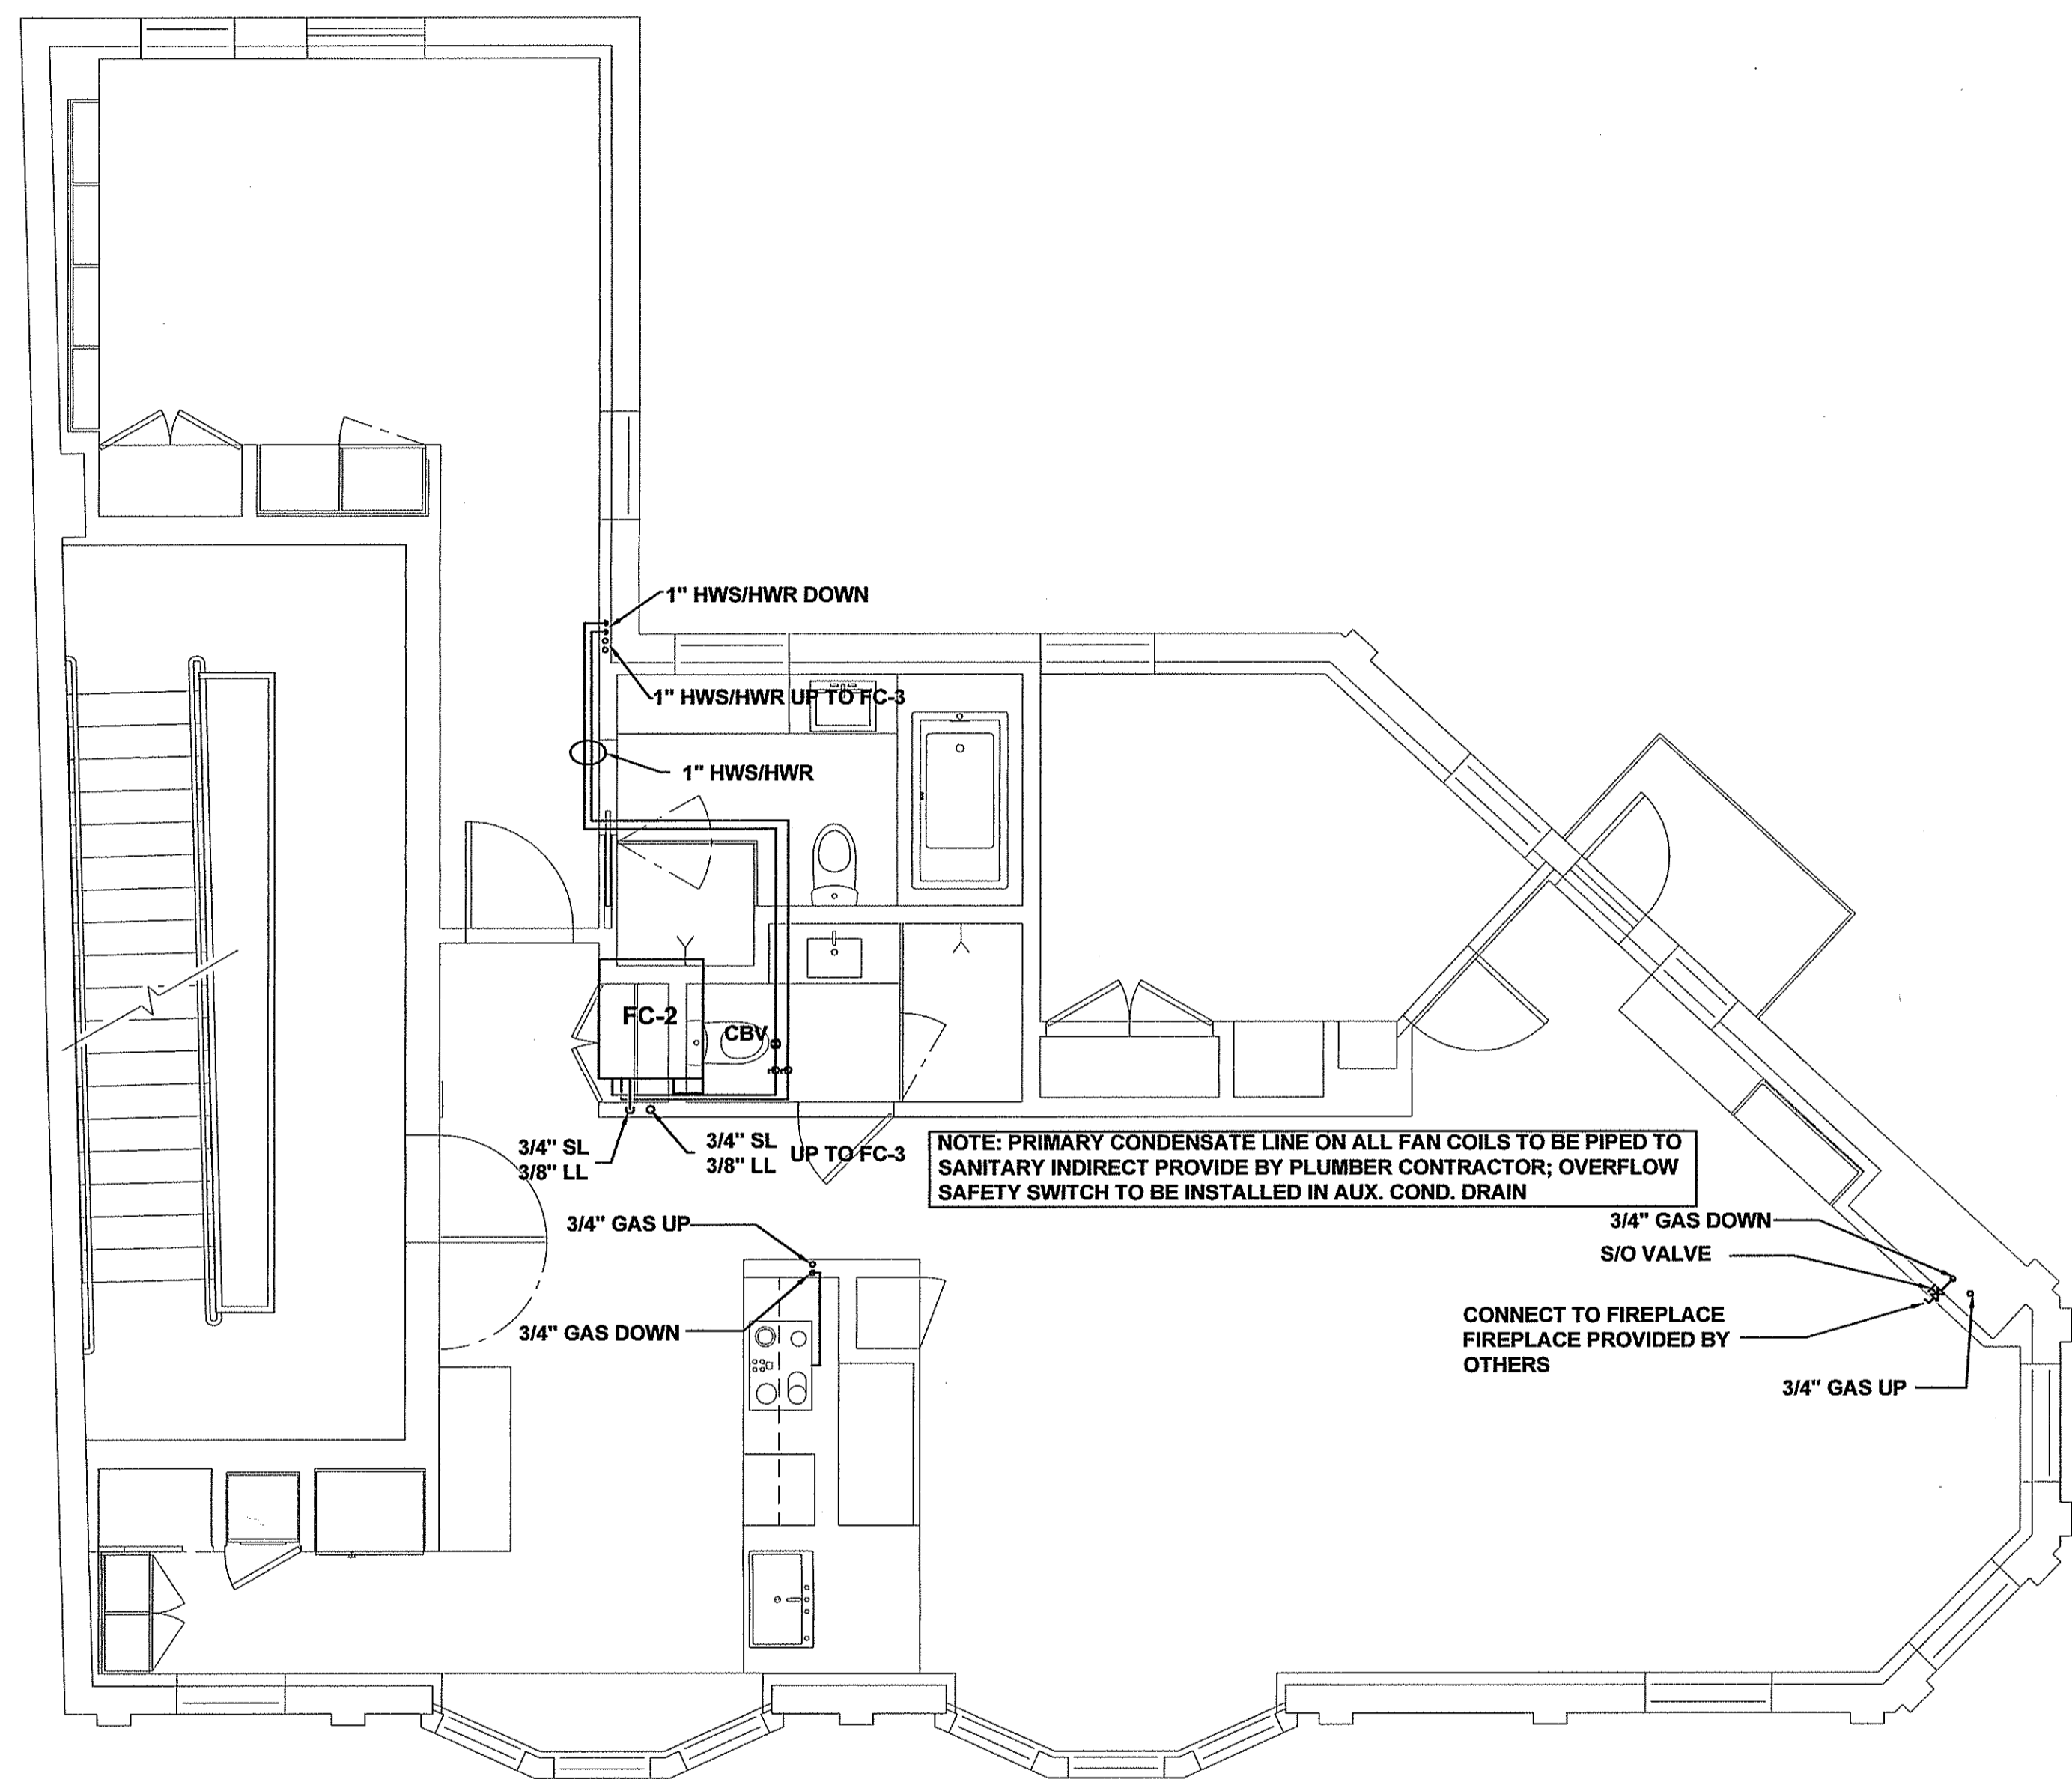 1" HWS/HWR DOWN
1" HWS/HWR UP TO FC-3
1" HWS/HWR
FC-2
CBV
3/4" SL
3/8" LL
3/4" SL
3/8" LL
UP TO FC-3
NOTE: PRIMARY CONDENSATE LINE ON ALL FAN COILS TO BE PIPED TO
SANITARY INDIRECT PROVIDE BY PLUMBER CONTRACTOR; OVERFLOW
SAFETY SWITCH TO BE INSTALLED IN AUX. COND. DRAIN
3/4" GAS UP
3/4" GAS DOWN
3/4" GAS DOWN
S/O VALVE
CONNECT TO FIREPLACE
FIREPLACE PROVIDED BY
OTHERS
3/4" GAS UP